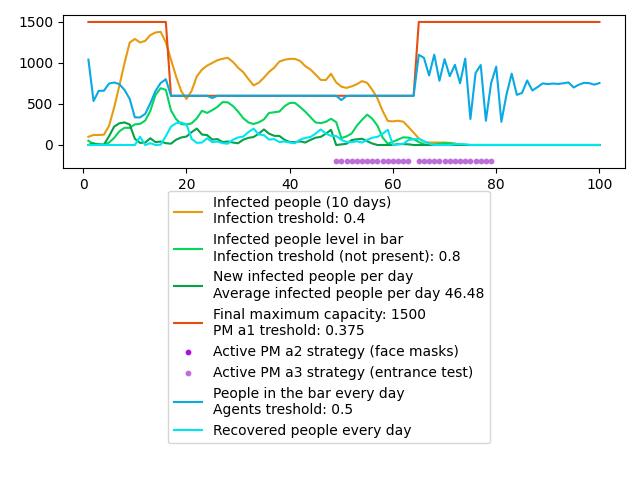 1500
1000
500
0
0 20 40 60 80 100
Infected people (10 days)
Infection treshold: 0.4
Infected people level in bar
Infection treshold (not present): 0.8
New infected people per day
Average infected people per day 46.48
Final maximum capacity: 1500
PM a1 treshold: 0.375
Active PM a2 strategy (face masks)
Active PM a3 strategy (entrance test)
People in the bar every day
Agents treshold: 0.5
Recovered people every day